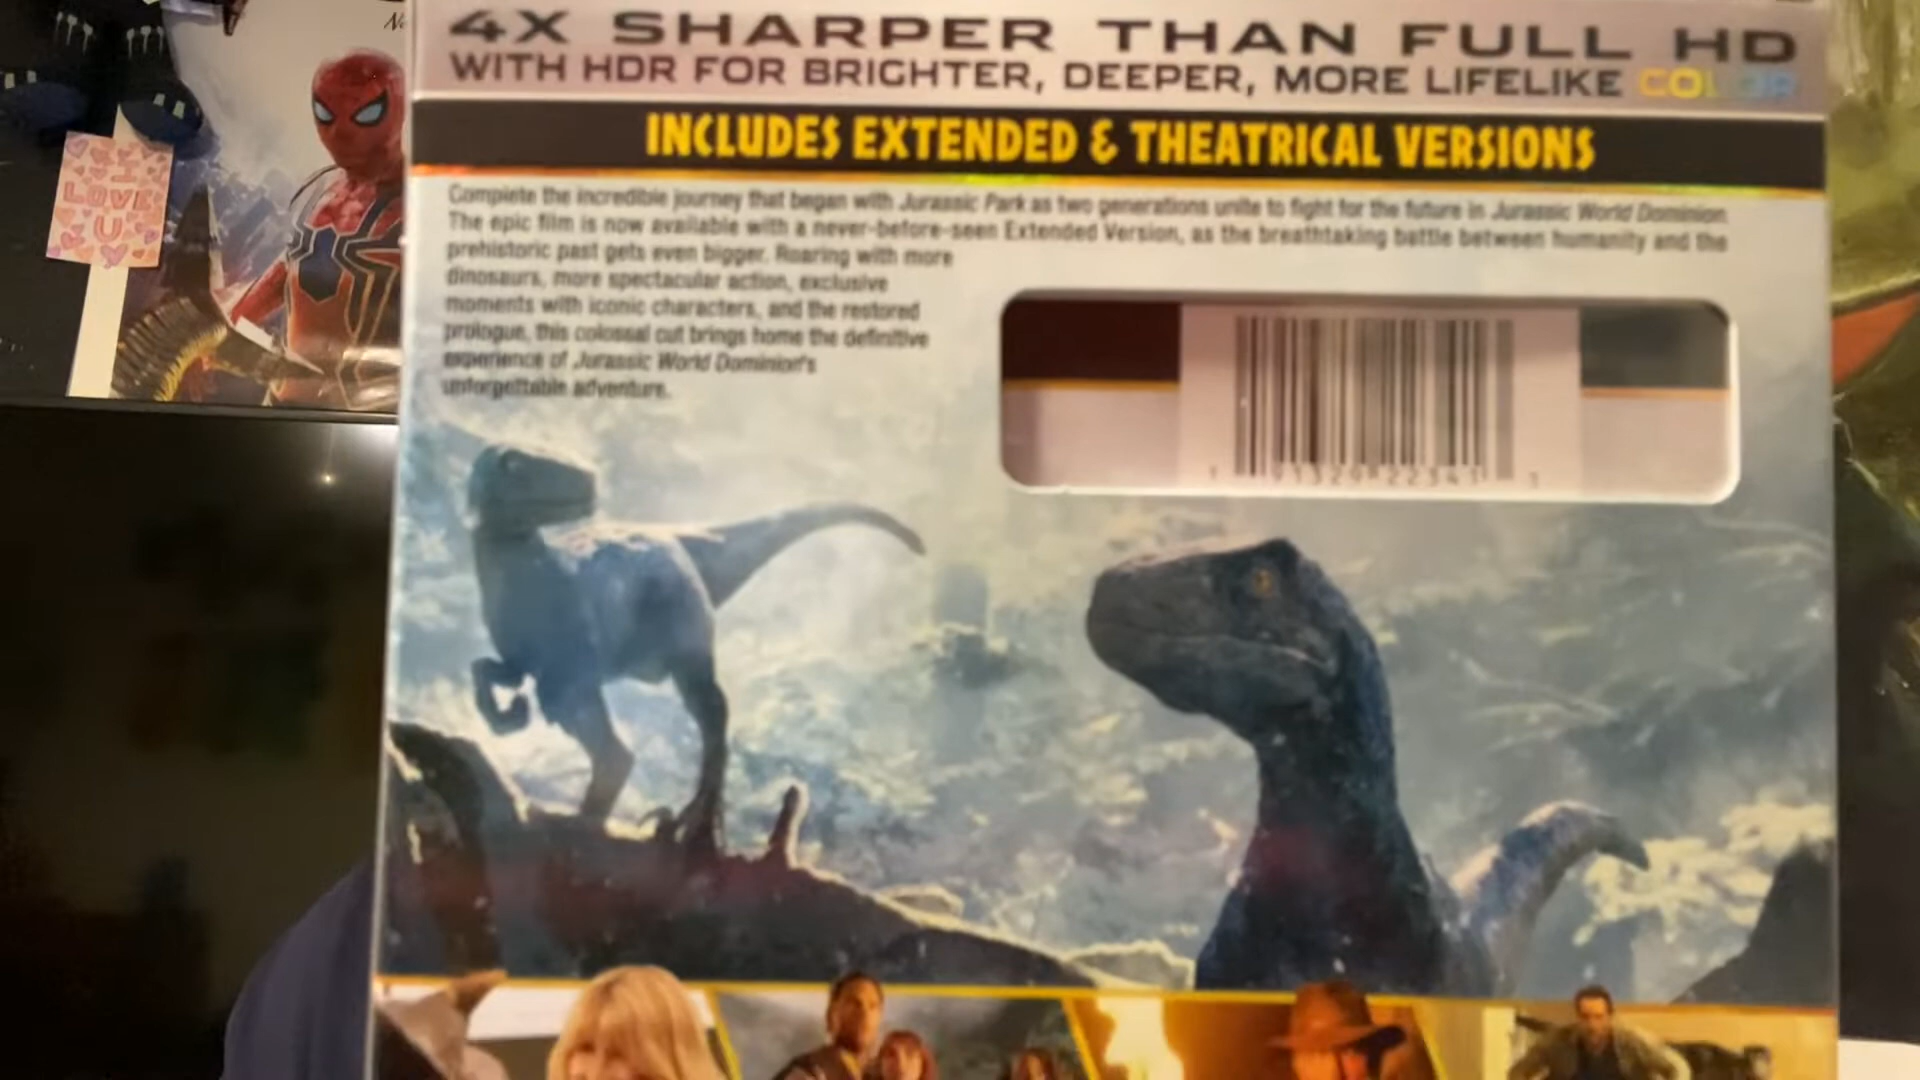 4X SHARPER THAN FULL HD
WITH HDR FOR BRIGHTER, DEEPER, MORE LIFELIKE COLOR
INCLUDES EXTENDED & THEATRICAL VERSIONS
Complete the incredible journey that began with Jurassic Park as two generations unite to fight for the future in Jurassic World Dominion.
The epic film is now available with a never-before-seen Extended Version, as the breathtaking battle between humanity and the
prehistoric past gets even bigger. Roaring with more
dinosaurs, more spectacular action, exclusive
moments with iconic characters, and the restored
prologue, this colossal cut brings home the definitive
experience of Jurassic World Dominion's
unforgettable adventure.
I
LOVE
U